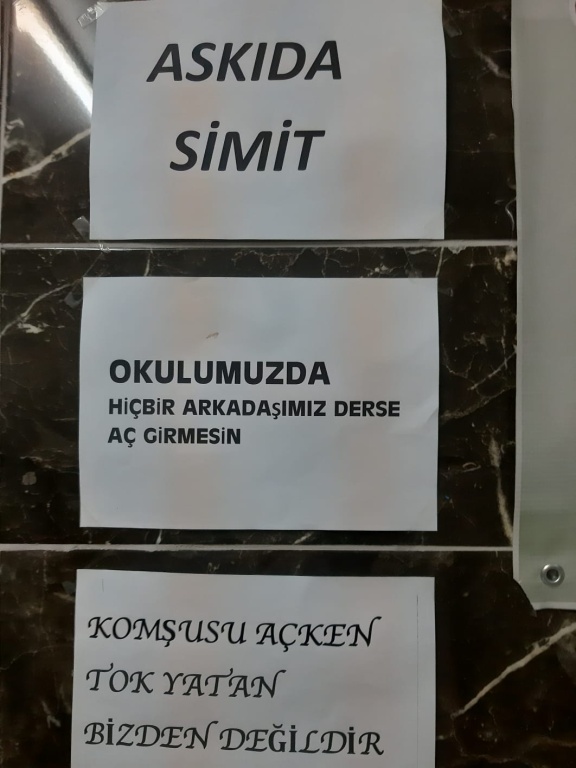 ASKIDA
SİMİT
OKULUMUZDA
HİÇBİR ARKADAŞIMIZ DERSE
AÇ GİRMESİN
KOMŞUSU AÇKEN
TOK YATAN
BİZDEN DEĞİLDİR